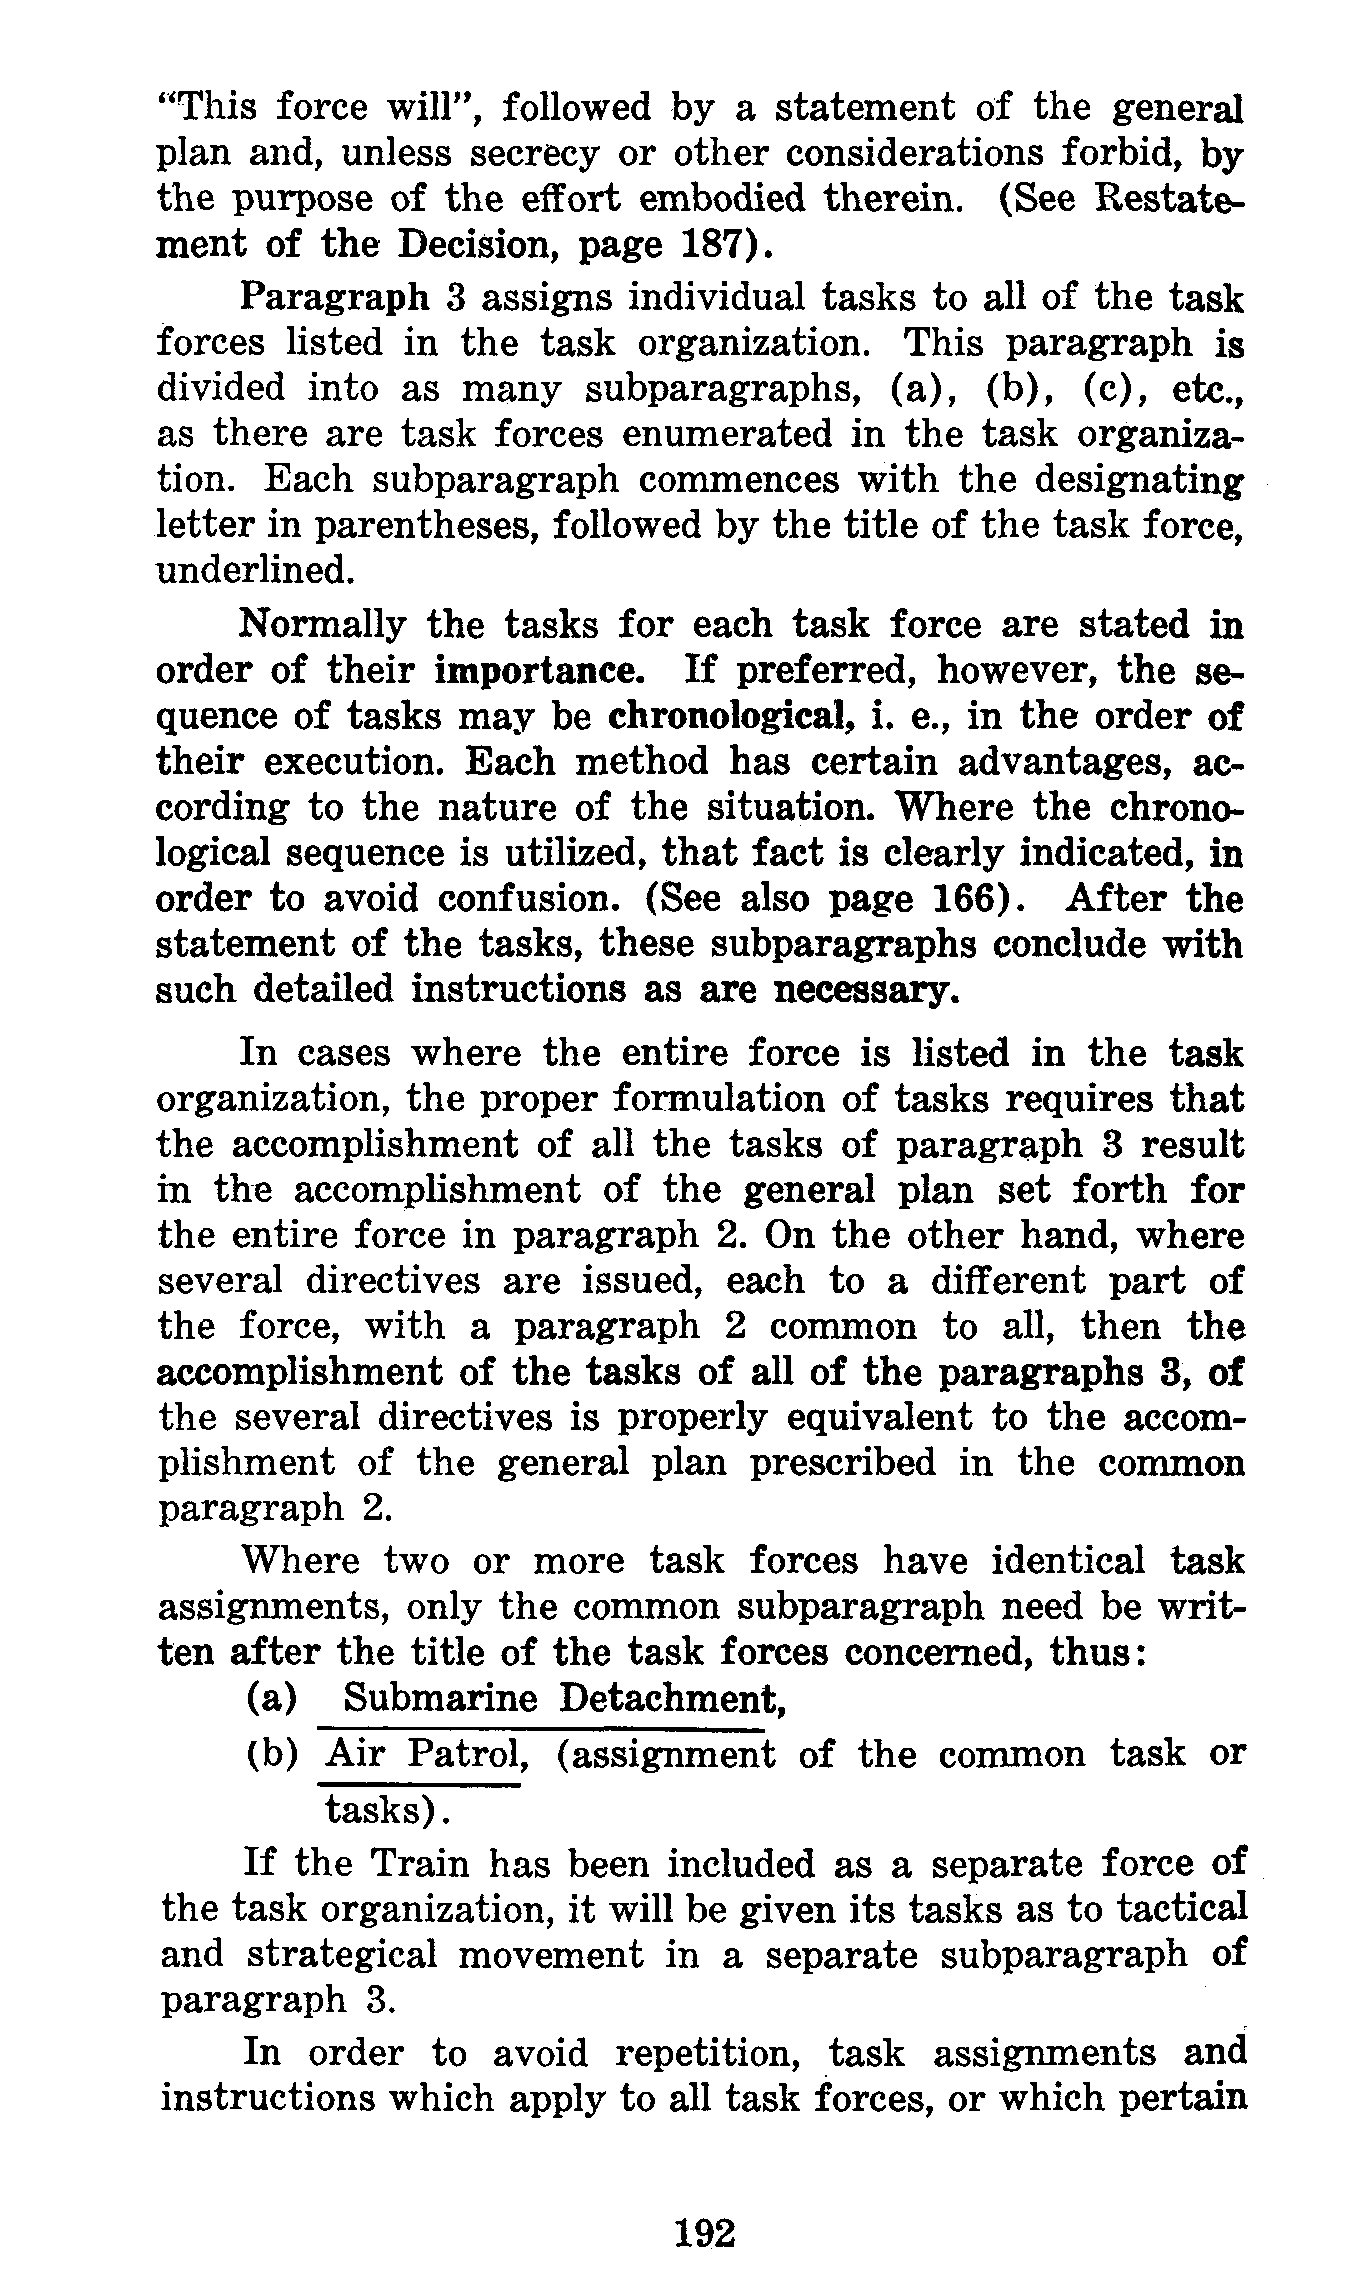 “This force will”, followed by a statement of the general
plan and, unless secrecy or other considerations forbid, by
the purpose of the effort embodied therein. (See Restate-
ment of the Decision, page 187).
Paragraph 3 assigns individual tasks to all of the task
forces listed in the task organization. This paragraph is
divided into as many subparagraphs, (a), (b), (c), etc.,
as there are task forces enumerated in the task organiza-
tion. Each subparagraph commences with the designating
letter in parentheses, followed by the title of the task force,
underlined.
Normally the tasks for each task force are stated in
order of their importance. If preferred, however, the se-
quence of tasks may be chronological, i. e., in the order of
their execution. Each method has certain advantages, ac-
cording to the nature of the situation. Where the chrono-
logical sequence is utilized, that fact is clearly indicated, in
order to avoid confusion. (See also page 166). After the
statement of the tasks, these subparagraphs conclude with
such detailed instructions as are necessary.
In cases where the entire force is listed in the task
organization, the proper formulation of tasks requires that
the accomplishment of all the tasks of paragraph 3 result
in the accomplishment of the general plan set forth for
the entire force in paragraph 2. On the other hand, where
several directives are issued, each to a different part of
the force, with a paragraph 2 common to all, then the
accomplishment of the tasks of all of the paragraphs 3, of
the several directives is properly equivalent to the accom-
plishment of the general plan prescribed in the common
paragraph 2.
Where two or more task forces have identical task
assignments, only the common subparagraph need be writ-
ten after the title of the task forces concerned, thus:
(a) Submarine Detachment,
(b) Air Patrol, (assignment of the common task or
tasks).
If the Train has been included as a separate force of
the task organization, it will be given its tasks as to tactical
and strategical movement in a separate subparagraph of
paragraph 3.
In order to avoid repetition, task assignments and
instructions which apply to all task forces, or which pertain
192